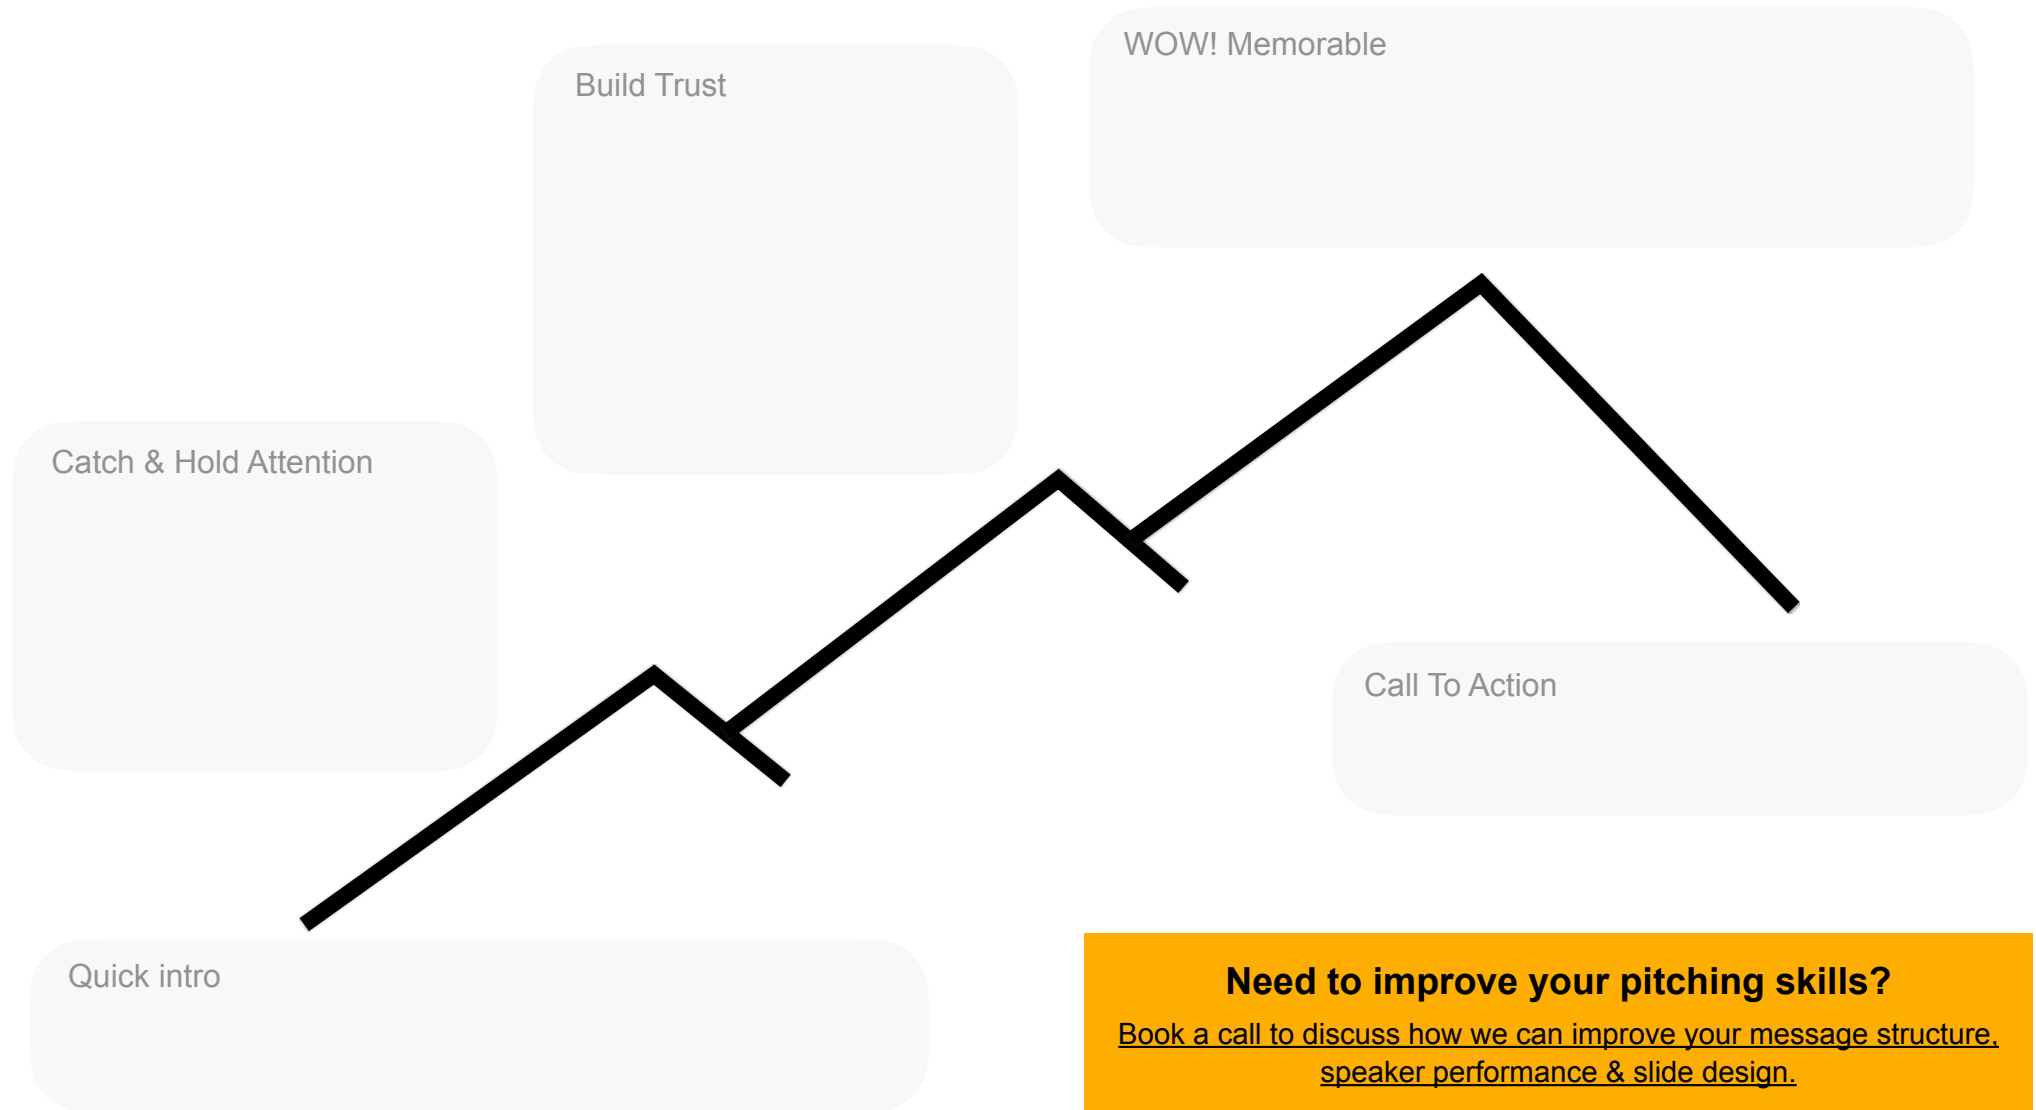 WOW! Memorable
Build Trust
Catch & Hold Attention
Call To Action
Quick intro
Need to improve your pitching skills?
Book a call to discuss how we can improve your message structure,
speaker performance & slide design.